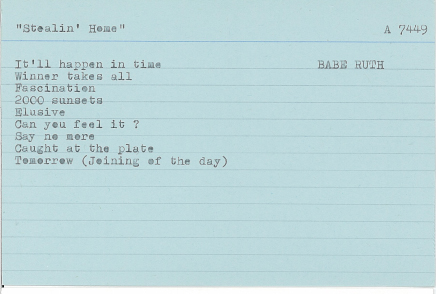 "Stealin' Home" A 7449
It'll happen in time BABE RUTH
Winner takes all
Fascination
2000 sunsets
Elusive
Can you feel it ?
Say no more
Caught at the plate
Tomorrow (Joining of the day)